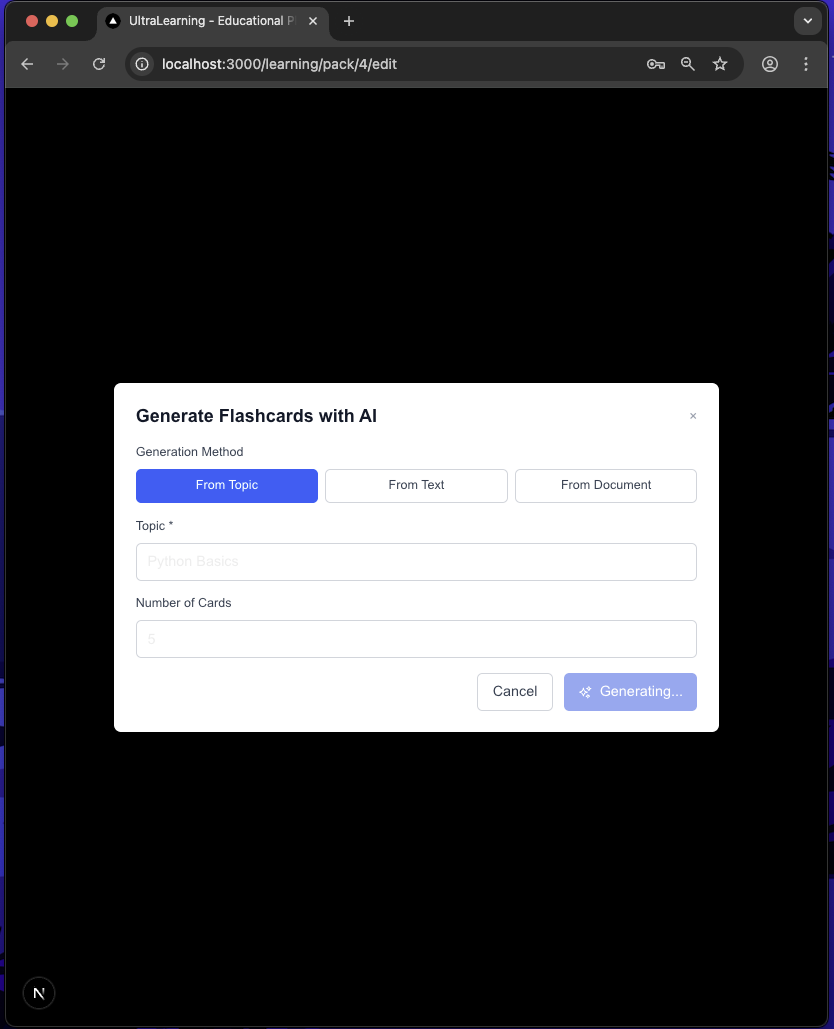 UltraLearning - Educational P
localhost:3000/learning/pack/4/edit
Generate Flashcards with AI
×
Generation Method
From Topic
From Text
From Document
Topic *
Python Basics
Number of Cards
5
Cancel
Generating...
N